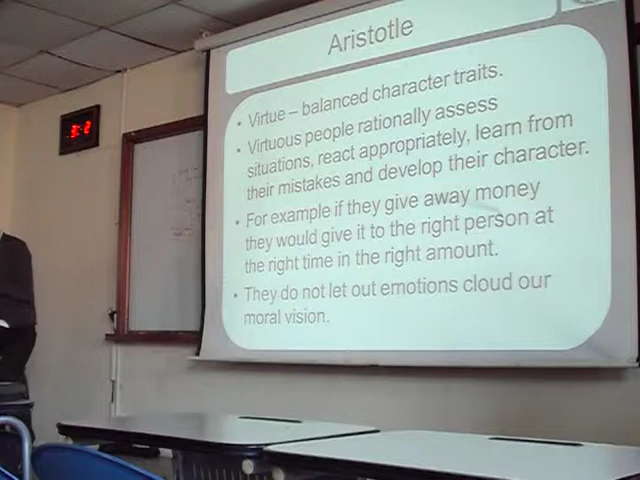 Aristotle
• Virtue – balanced character traits.
• Virtuous people rationally assess
situations, react appropriately, learn from
their mistakes and develop their character.
• For example if they give away money
they would give it to the right person at
the right time in the right amount.
• They do not let out emotions cloud our
moral vision.